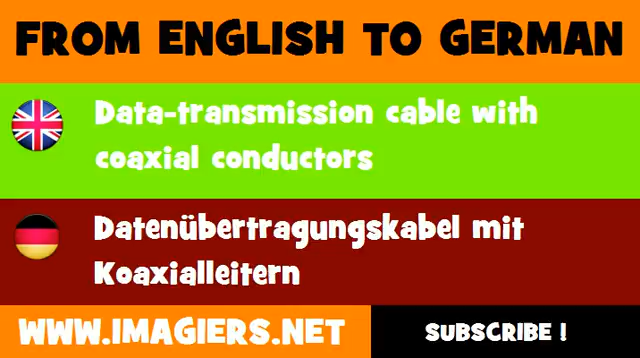 FROM ENGLISH TO GERMAN
Data-transmission cable with
coaxial conductors
Datenübertragungskabel mit
Koaxialleitern
WWW.IMAGIERS.NET
SUBSCRIBE !